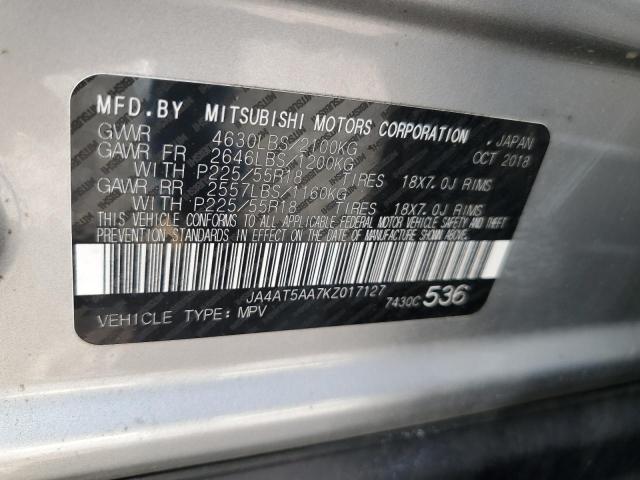 MFD.BY MITSUBISHI MOTORS CORPORATION , JAPAN
GVWR 4630LBS 2100KG OCT 2018
GAWR FR 2646LBS 1200KG
WITH P225/55R18 TIRES 18X7.0J RIMS
GAWR RR 2557LBS 1160KG
WITH P225/55R18 TIRES 18X7.0J RIMS
THIS VEHICLE CONFORMS TO ALL APPLICABLE FEDERAL MOTOR VEHICLE SAFETY AND THEFT
PREVENTION STANDARDS IN EFFECT ON THE DATE OF MANUFACTURE SHOWN ABOVE.
JA4AT5AA7KZ017127
7430C 536
VEHICLE TYPE: MPV